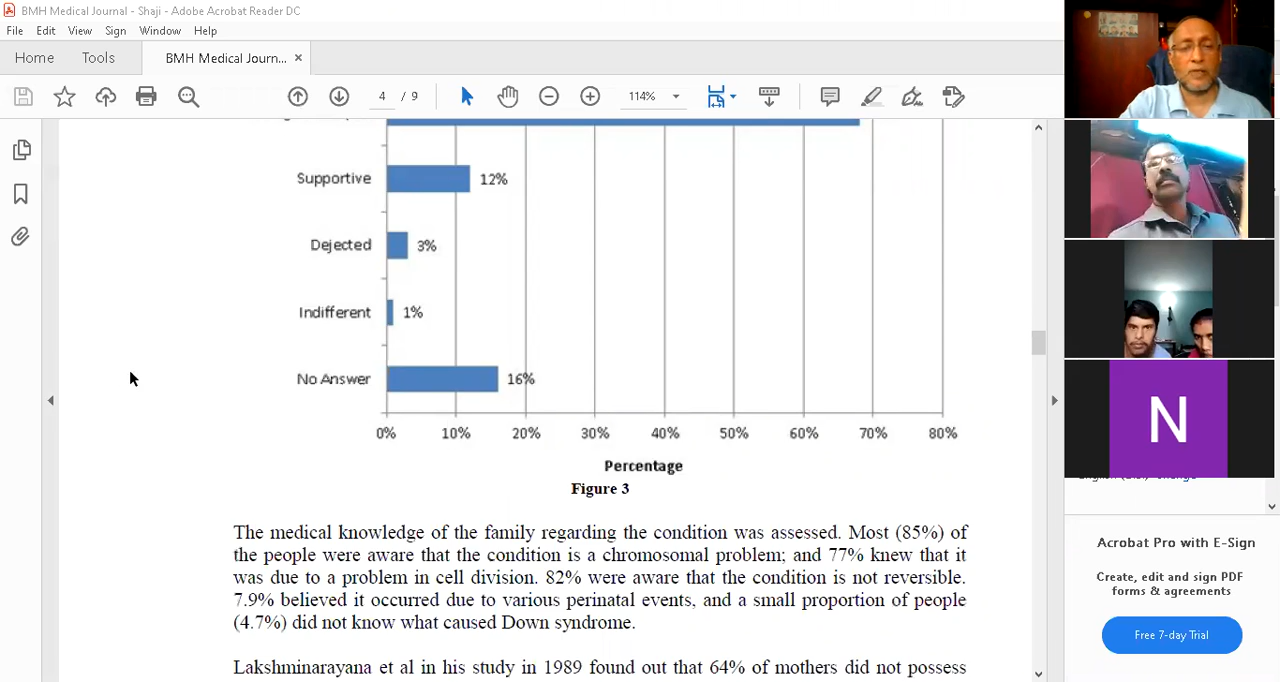 BMH Medical Journal - Shaji - Adobe Acrobat Reader DC
File Edit View Sign Window Help
Home Tools BMH Medical Journ... ×
4 / 9 114%
Supportive 12%
Dejected 3%
Indifferent 1%
No Answer 16%
0% 10% 20% 30% 40% 50% 60% 70% 80%
Percentage
Figure 3
The medical knowledge of the family regarding the condition was assessed. Most (85%) of
the people were aware that the condition is a chromosomal problem; and 77% knew that it
was due to a problem in cell division. 82% were aware that the condition is not reversible.
7.9% believed it occurred due to various perinatal events, and a small proportion of people
(4.7%) did not know what caused Down syndrome.
Lakshminarayana et al in his study in 1989 found out that 64% of mothers did not possess
N
Acrobat Pro with E-Sign
Create, edit and sign PDF
forms & agreements
Free 7-day Trial